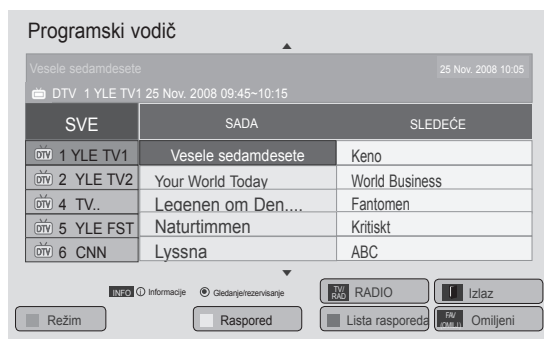 Programski vodič
Vesele sedamdesete 25 Nov. 2008 10:05
DTV 1 YLE TV1 25 Nov. 2008 09:45~10:15
SVE SADA SLEDEĆE
DTV 1 YLE TV1 Vesele sedamdesete Keno
DTV 2 YLE TV2 Your World Today World Business
DTV 4 TV.. Legenen om Den.... Fantomen
DTV 5 YLE FST Naturtimmen Kritiskt
DTV 6 CNN Lyssna ABC
INFO i Informacije Gledanje/rezervisanje TV/RAD RADIO Izlaz
Režim Raspored Lista rasporeda FAV (OMILJ) Omiljeni